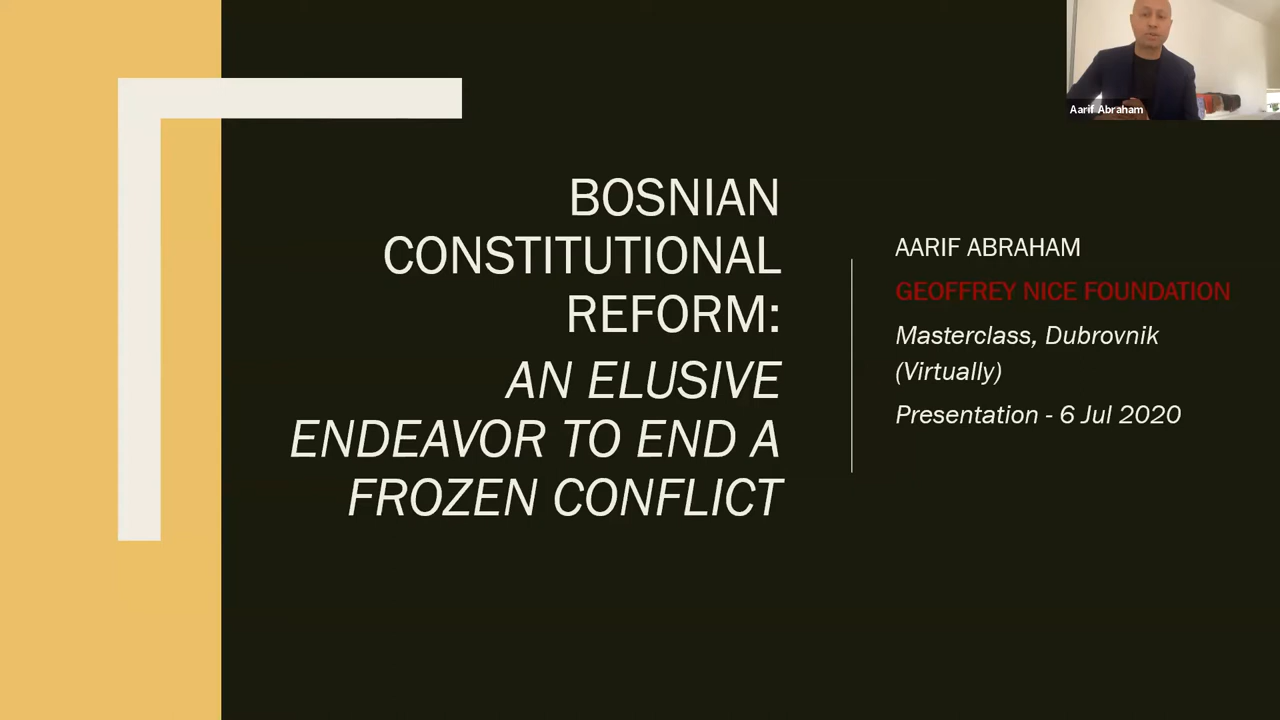 BOSNIAN
CONSTITUTIONAL
REFORM:
AN ELUSIVE
ENDEAVOR TO END A
FROZEN CONFLICT
AARIF ABRAHAM
GEOFFREY NICE FOUNDATION
Masterclass, Dubrovnik
(Virtually)
Presentation - 6 Jul 2020
Aarif Abraham